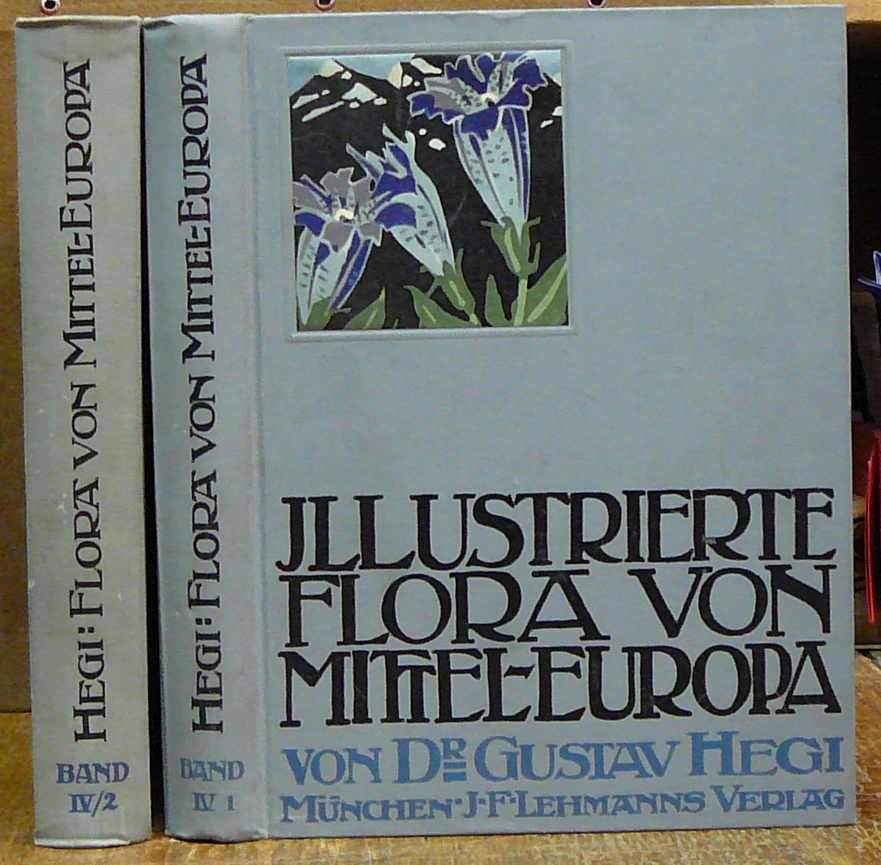 HEGI: FLORA VON MITTEL-EUROPA
BAND
IV/2
HEGI: FLORA VON MITTEL-EUROPA
BAND
IV 1
JLLUSTRIERTE
FLORA VON
MITTEL-EUROPA
VON DR GUSTAV HEGI
MÜNCHEN · J · F · LEHMANNS VERLAG